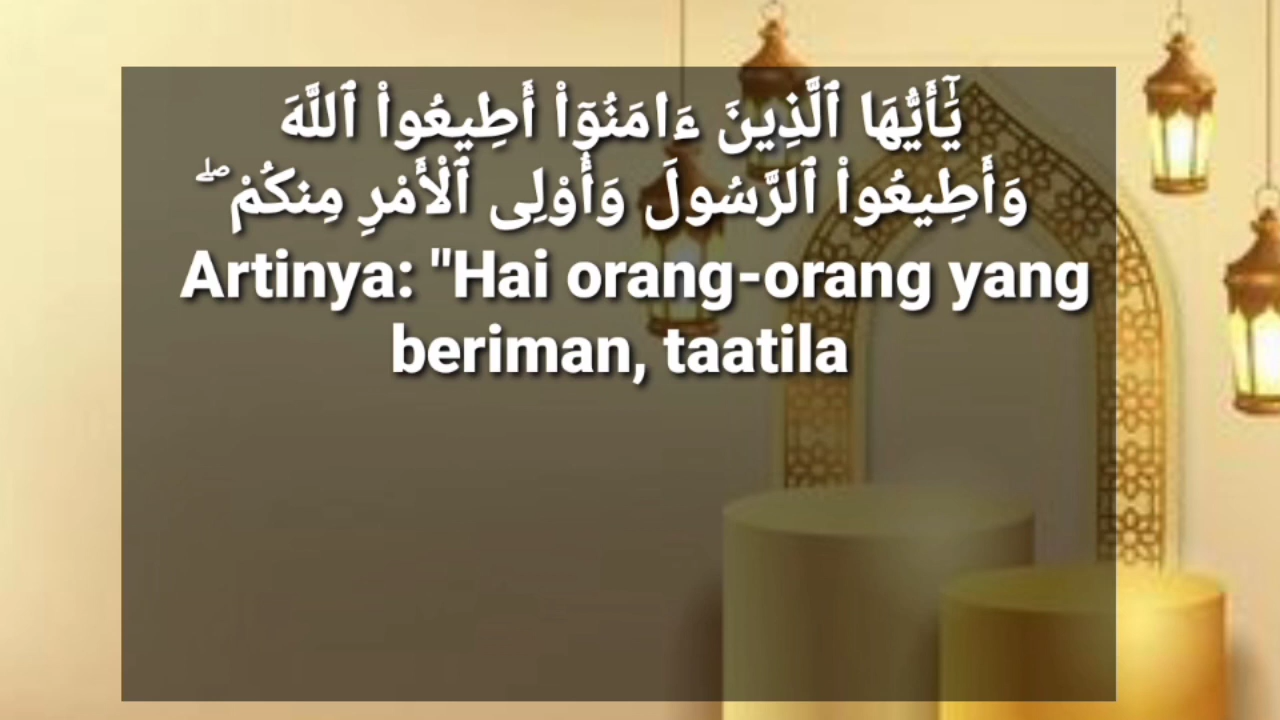 يَٰٓأَيُّهَا ٱلَّذِينَ ءَامَنُوٓا۟ أَطِيعُوا۟ ٱللَّهَ
وَأَطِيعُوا۟ ٱلرَّسُولَ وَأُو۟لِى ٱلْأَمْرِ مِنكُمْ ۖ
Artinya: "Hai orang-orang yang
beriman, taatila